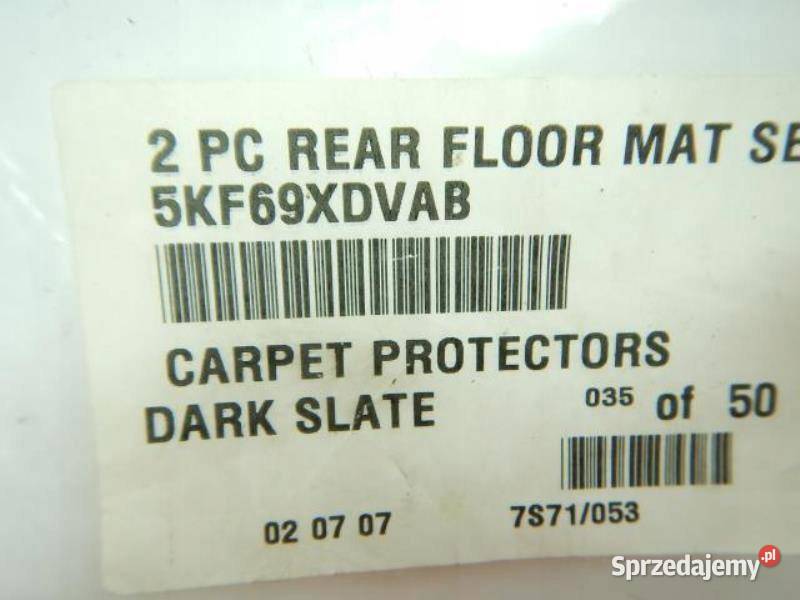 2 PC REAR FLOOR MAT SE
5KF69XDVAB
CARPET PROTECTORS
DARK SLATE 035 of 50
02 07 07 7S71/053
Sprzedajemy.pl